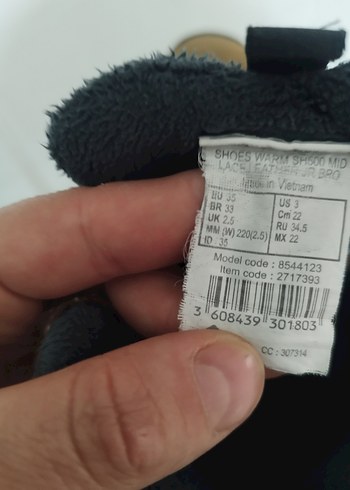 SHOES WARM SH500 MID
LACE LEATHER JR BRO
Made in Vietnam
EU 35
BR 33
UK 2.5
MM (W) 220(2.5)
ID : 35
US 3
Cm 22
RU 34.5
MX 22
Model code : 8544123
Item code : 2717393
3 608439 301803
CC : 307314